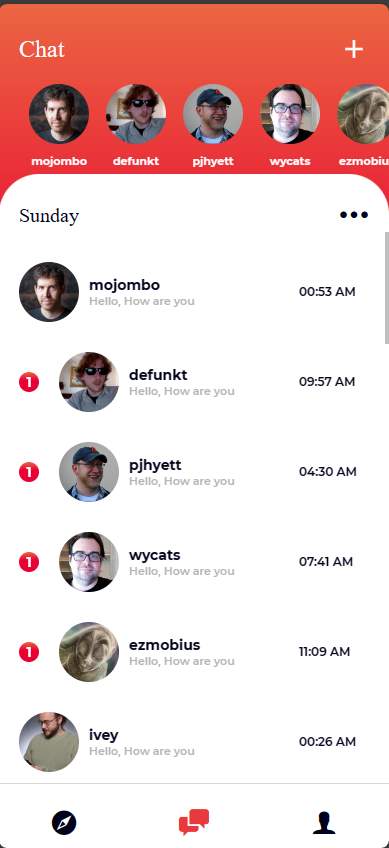 Chat
mojombo defunkt pjhyett wycats ezmobiu
Sunday
mojombo
Hello, How are you
00:53 AM
1
defunkt
Hello, How are you
09:57 AM
1
pjhyett
Hello, How are you
04:30 AM
1
wycats
Hello, How are you
07:41 AM
1
ezmobius
Hello, How are you
11:09 AM
ivey
Hello, How are you
00:26 AM